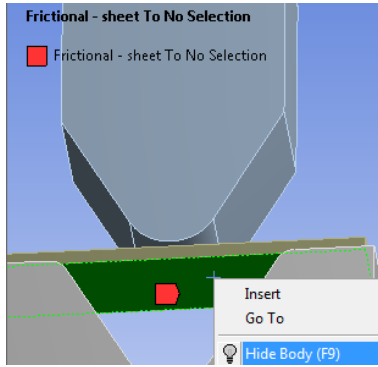 Frictional - sheet To No Selection
Frictional - sheet To No Selection
Insert
Go To
Hide Body (F9)